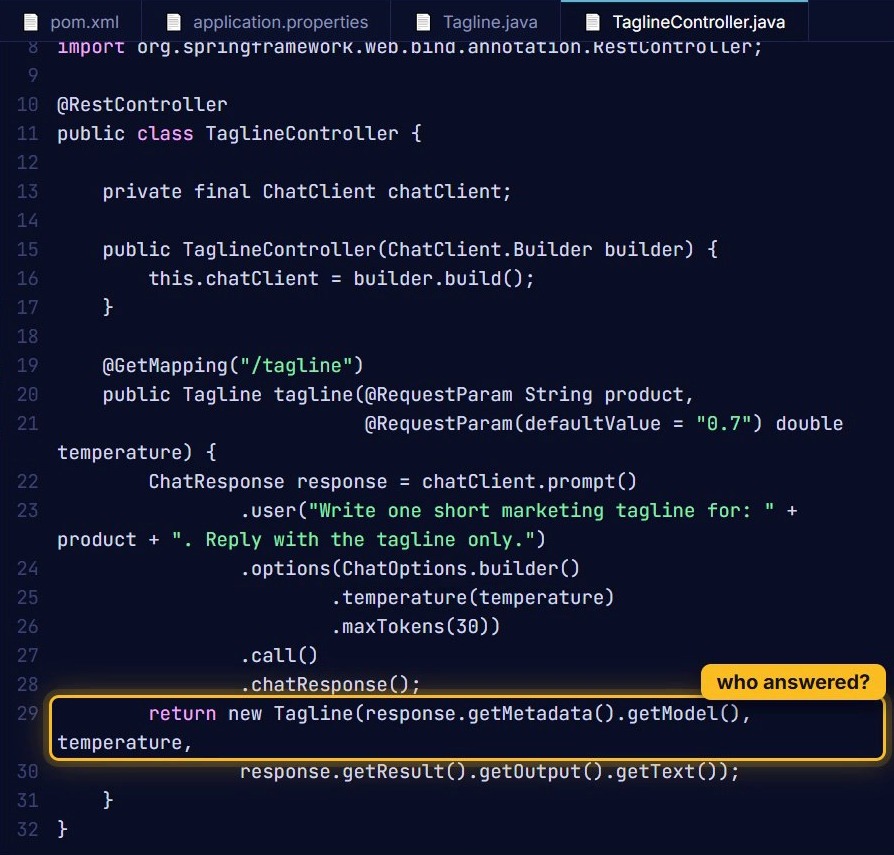 pom.xml application.properties Tagline.java TaglineController.java
8 import org.springframework.web.bind.annotation.RestController;
9
10 @RestController
11 public class TaglineController {
12
13 private final ChatClient chatClient;
14
15 public TaglineController(ChatClient.Builder builder) {
16 this.chatClient = builder.build();
17 }
18
19 @GetMapping("/tagline")
20 public Tagline tagline(@RequestParam String product,
21 @RequestParam(defaultValue = "0.7") double
temperature) {
22 ChatResponse response = chatClient.prompt()
23 .user("Write one short marketing tagline for: " +
product + ". Reply with the tagline only.")
24 .options(ChatOptions.builder()
25 .temperature(temperature)
26 .maxTokens(30))
27 .call()
28 .chatResponse();
who answered?
29 return new Tagline(response.getMetadata().getModel(),
temperature,
30 response.getResult().getOutput().getText());
31 }
32 }